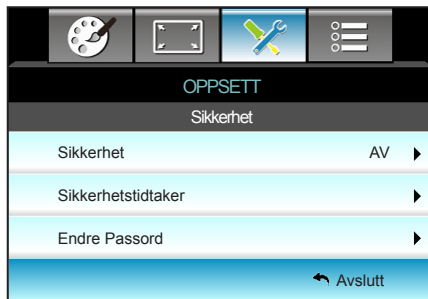 OPPSETT
Sikkerhet
Sikkerhet AV
Sikkerhetstidtaker
Endre Passord
Avslutt